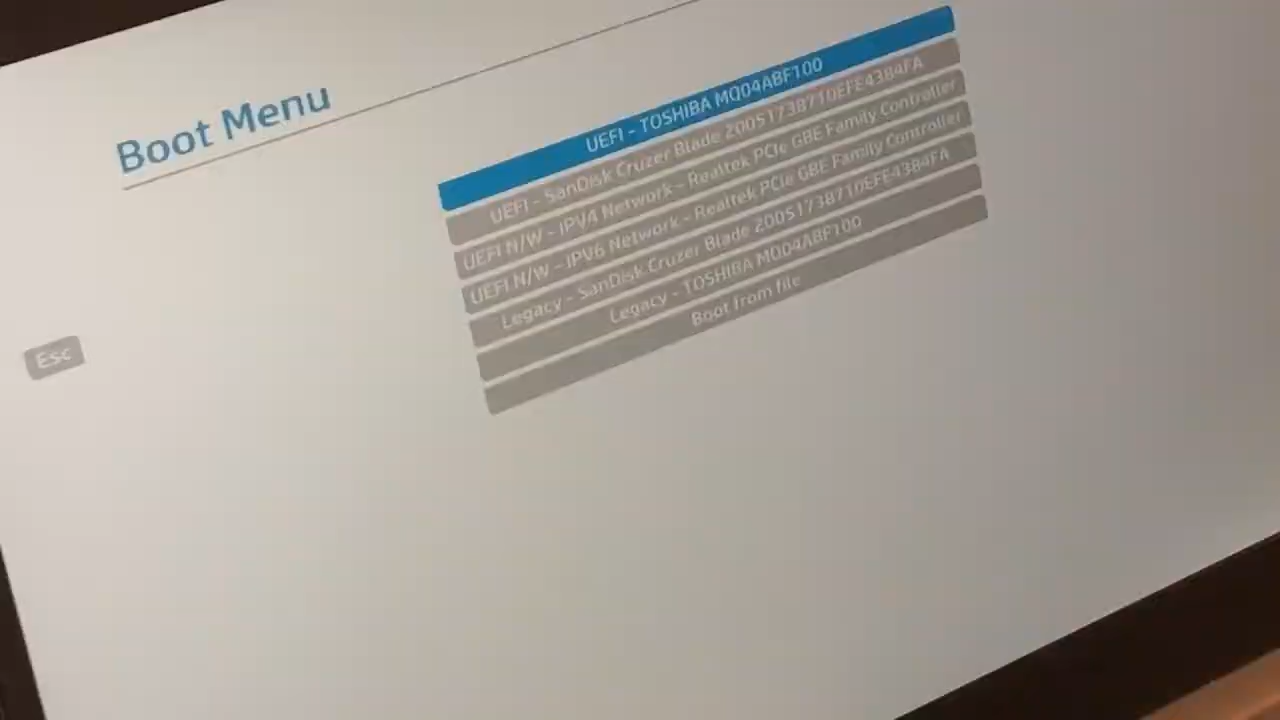 Boot Menu
UEFI - TOSHIBA MQ04ABF100
UEFI - SanDisk Cruzer Blade 20051738710EFE4384FA
UEFI N/W - IPV4 Network - Realtek PCIe GBE Family Controller
UEFI N/W - IPV6 Network - Realtek PCIe GBE Family Controller
Legacy - SanDisk Cruzer Blade 20051738710EFE4384FA
Legacy - TOSHIBA MQ04ABF100
Boot from file
Esc